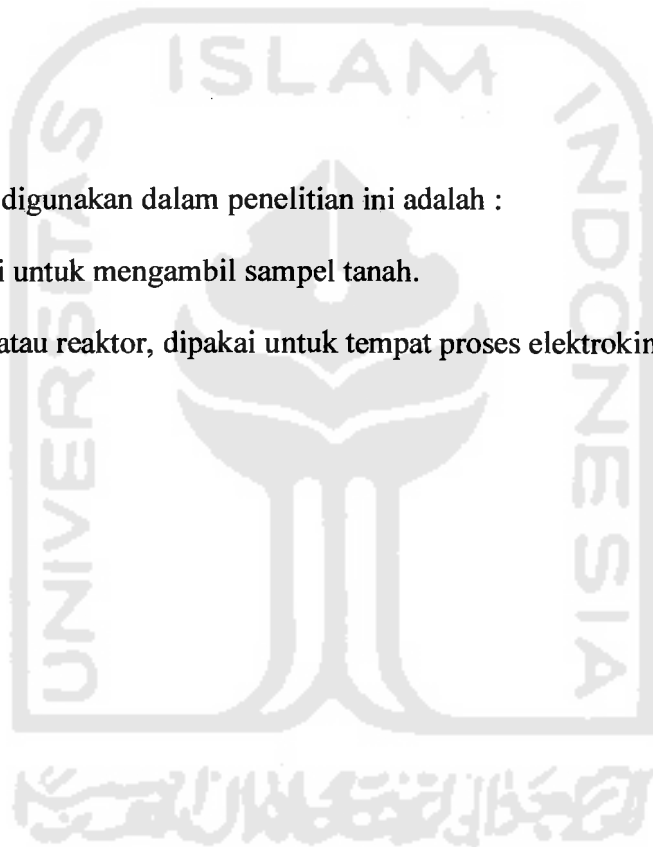 ISLAM
UNIVERSITAS
INDONESIA
digunakan dalam penelitian ini adalah :
i untuk mengambil sampel tanah.
atau reaktor, dipakai untuk tempat proses elektrokin